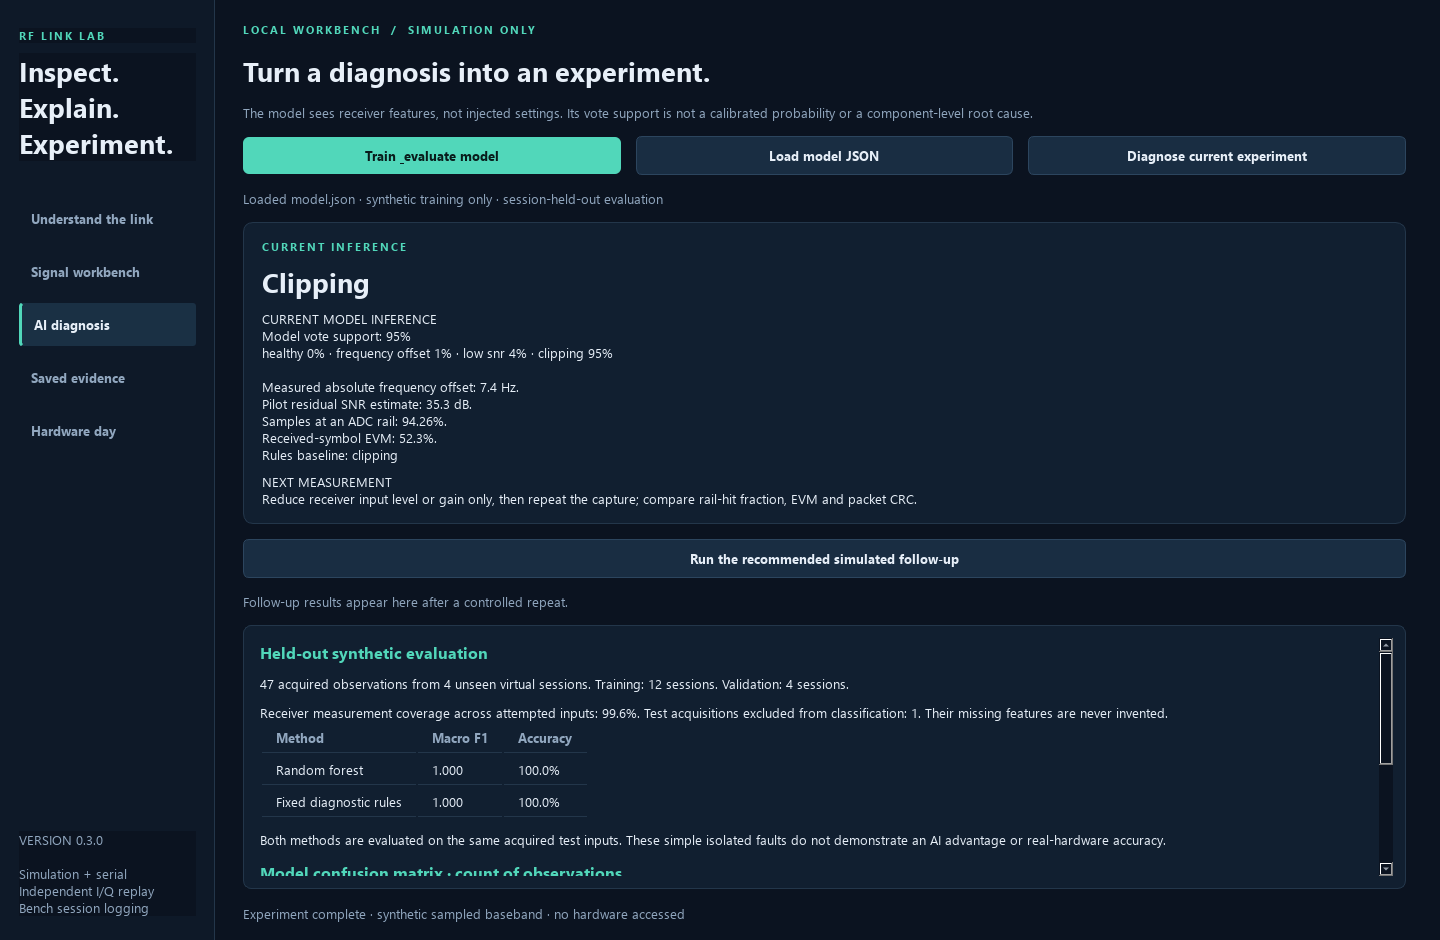 RF LINK LAB
Inspect.
Explain.
Experiment.
Understand the link
Signal workbench
AI diagnosis
Saved evidence
Hardware day
VERSION 0.3.0
Simulation + serial
Independent I/Q replay
Bench session logging
LOCAL WORKBENCH / SIMULATION ONLY
Turn a diagnosis into an experiment.
The model sees receiver features, not injected settings. Its vote support is not a calibrated probability or a component-level root cause.
Train _evaluate model
Load model JSON
Diagnose current experiment
Loaded model.json · synthetic training only · session-held-out evaluation
CURRENT INFERENCE
Clipping
CURRENT MODEL INFERENCE
Model vote support: 95%
healthy 0% · frequency offset 1% · low snr 4% · clipping 95%
Measured absolute frequency offset: 7.4 Hz.
Pilot residual SNR estimate: 35.3 dB.
Samples at an ADC rail: 94.26%.
Received-symbol EVM: 52.3%.
Rules baseline: clipping
NEXT MEASUREMENT
Reduce receiver input level or gain only, then repeat the capture; compare rail-hit fraction, EVM and packet CRC.
Run the recommended simulated follow-up
Follow-up results appear here after a controlled repeat.
Held-out synthetic evaluation
47 acquired observations from 4 unseen virtual sessions. Training: 12 sessions. Validation: 4 sessions.
Receiver measurement coverage across attempted inputs: 99.6%. Test acquisitions excluded from classification: 1. Their missing features are never invented.
Method Macro F1 Accuracy
Random forest 1.000 100.0%
Fixed diagnostic rules 1.000 100.0%
Both methods are evaluated on the same acquired test inputs. These simple isolated faults do not demonstrate an AI advantage or real-hardware accuracy.
Model confusion matrix · count of observations
Experiment complete · synthetic sampled baseband · no hardware accessed